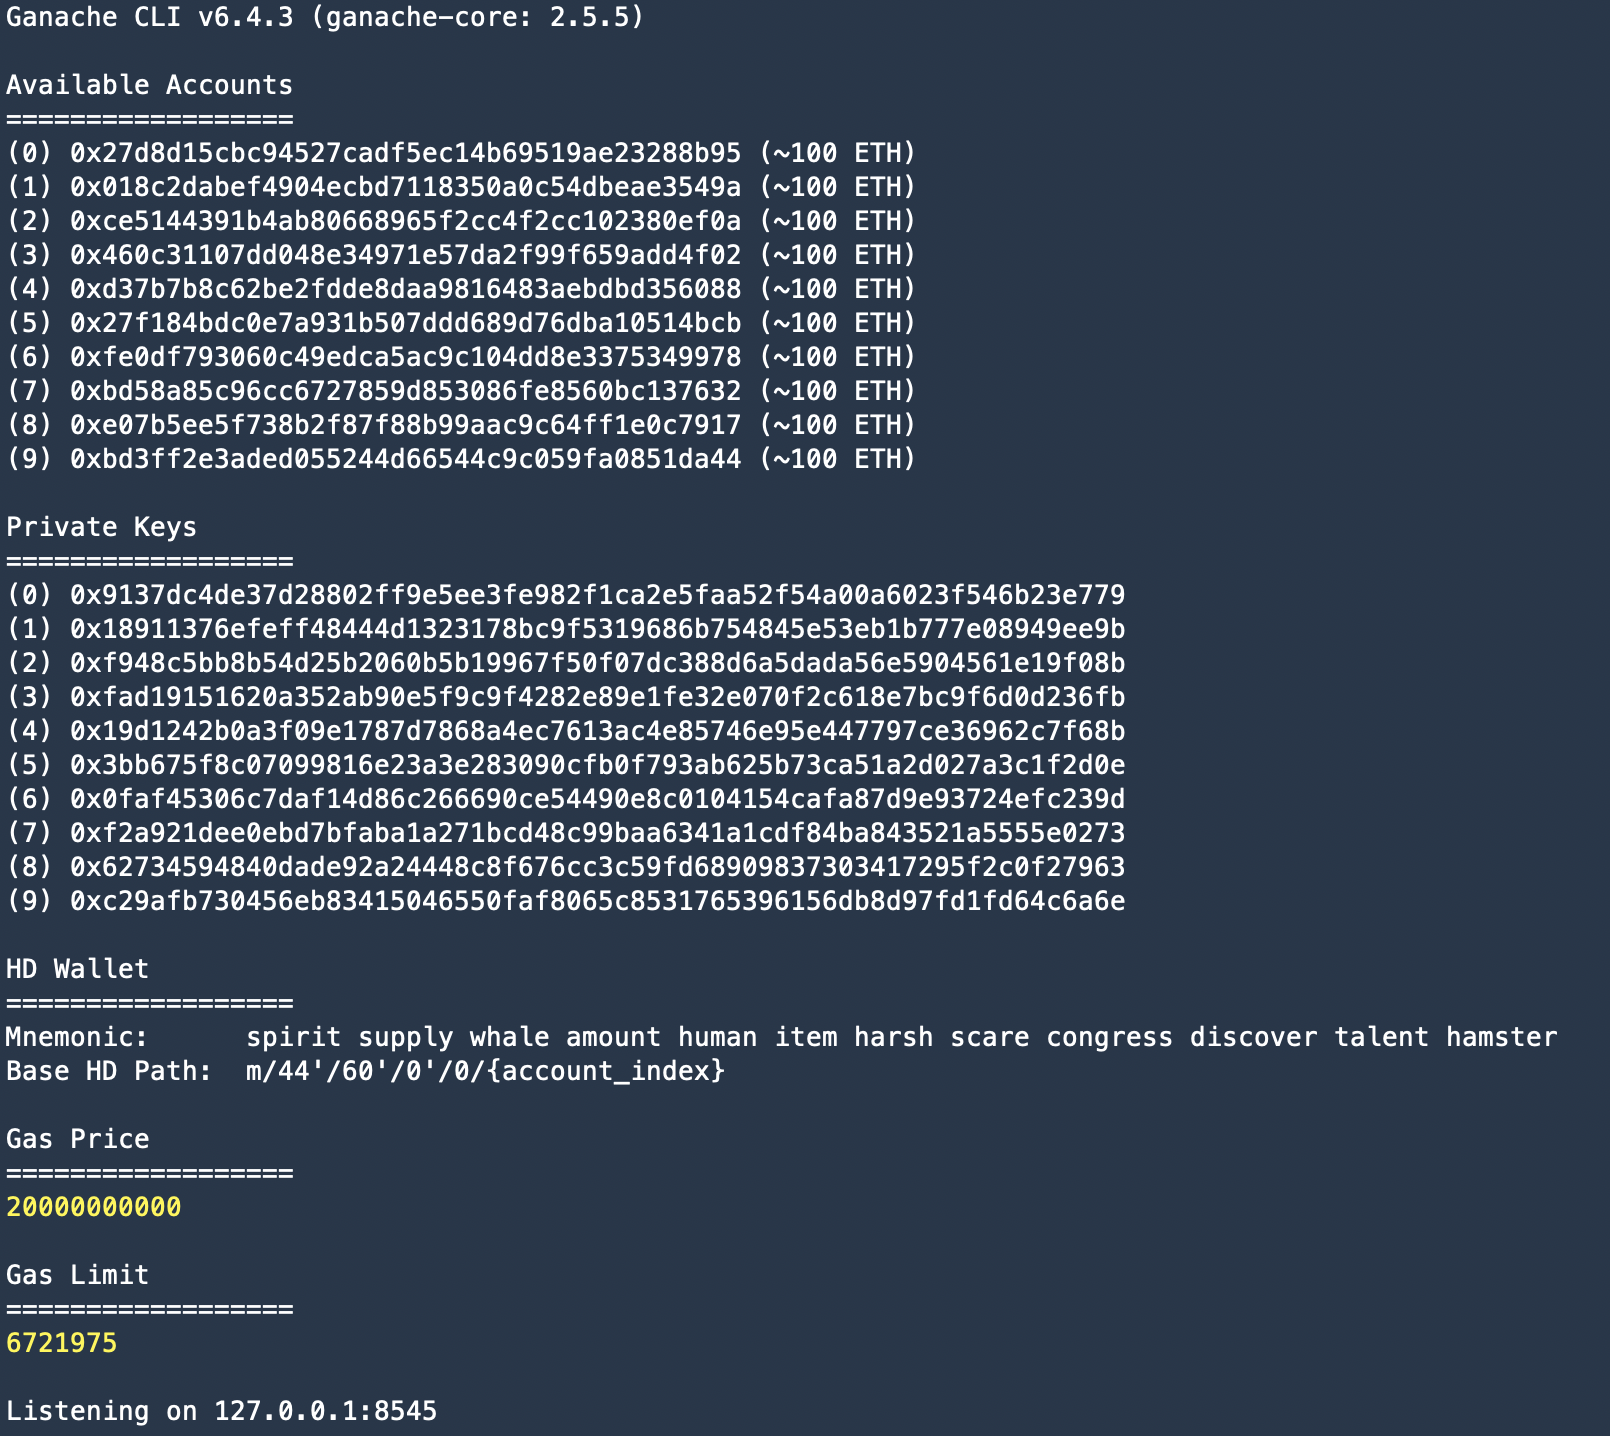 Ganache CLI v6.4.3 (ganache-core: 2.5.5)
Available Accounts
==================
(0) 0x27d8d15cbc94527cadf5ec14b69519ae23288b95 (~100 ETH)
(1) 0x018c2dabef4904ecbd7118350a0c54dbeae3549a (~100 ETH)
(2) 0xce5144391b4ab80668965f2cc4f2cc102380ef0a (~100 ETH)
(3) 0x460c31107dd048e34971e57da2f99f659add4f02 (~100 ETH)
(4) 0xd37b7b8c62be2fdde8daa9816483aebdbd356088 (~100 ETH)
(5) 0x27f184bdc0e7a931b507ddd689d76dba10514bcb (~100 ETH)
(6) 0xfe0df793060c49edca5ac9c104dd8e3375349978 (~100 ETH)
(7) 0xbd58a85c96cc6727859d853086fe8560bc137632 (~100 ETH)
(8) 0xe07b5ee5f738b2f87f88b99aac9c64ff1e0c7917 (~100 ETH)
(9) 0xbd3ff2e3aded055244d66544c9c059fa0851da44 (~100 ETH)
Private Keys
==================
(0) 0x9137dc4de37d28802ff9e5ee3fe982f1ca2e5faa52f54a00a6023f546b23e779
(1) 0x18911376efeff48444d1323178bc9f5319686b754845e53eb1b777e08949ee9b
(2) 0xf948c5bb8b54d25b2060b5b19967f50f07dc388d6a5dada56e5904561e19f08b
(3) 0xfad19151620a352ab90e5f9c9f4282e89e1fe32e070f2c618e7bc9f6d0d236fb
(4) 0x19d1242b0a3f09e1787d7868a4ec7613ac4e85746e95e447797ce36962c7f68b
(5) 0x3bb675f8c07099816e23a3e283090cfb0f793ab625b73ca51a2d027a3c1f2d0e
(6) 0x0faf45306c7daf14d86c266690ce54490e8c0104154cafa87d9e93724efc239d
(7) 0xf2a921dee0ebd7bfaba1a271bcd48c99baa6341a1cdf84ba843521a5555e0273
(8) 0x62734594840dade92a24448c8f676cc3c59fd68909837303417295f2c0f27963
(9) 0xc29afb730456eb83415046550faf8065c8531765396156db8d97fd1fd64c6a6e
HD Wallet
==================
Mnemonic:      spirit supply whale amount human item harsh scare congress discover talent hamster
Base HD Path:  m/44'/60'/0'/0/{account_index}
Gas Price
==================
20000000000
Gas Limit
==================
6721975
Listening on 127.0.0.1:8545